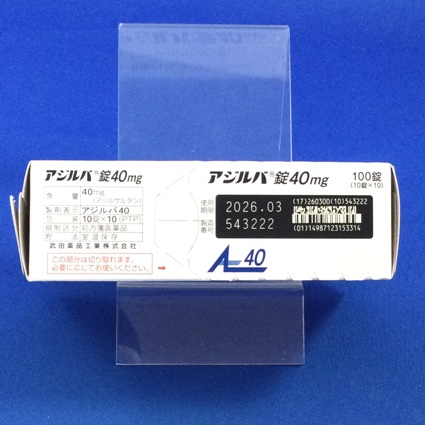 アジルバ®錠40mg
含量 40mg
(アジルサルタン)
製剤表示 アジルバ40
包装 10錠×10(PTP)
規制区分 処方箋医薬品
貯法 室温保存
武田薬品工業株式会社
この部分は切り取れます。
必要に応じてお使いください。
アジルバ®錠40mg 100錠
(10錠×10)
使用期限 2026.03
製造番号 543222
(17)260300(10)543222
(01)14987123153314
40